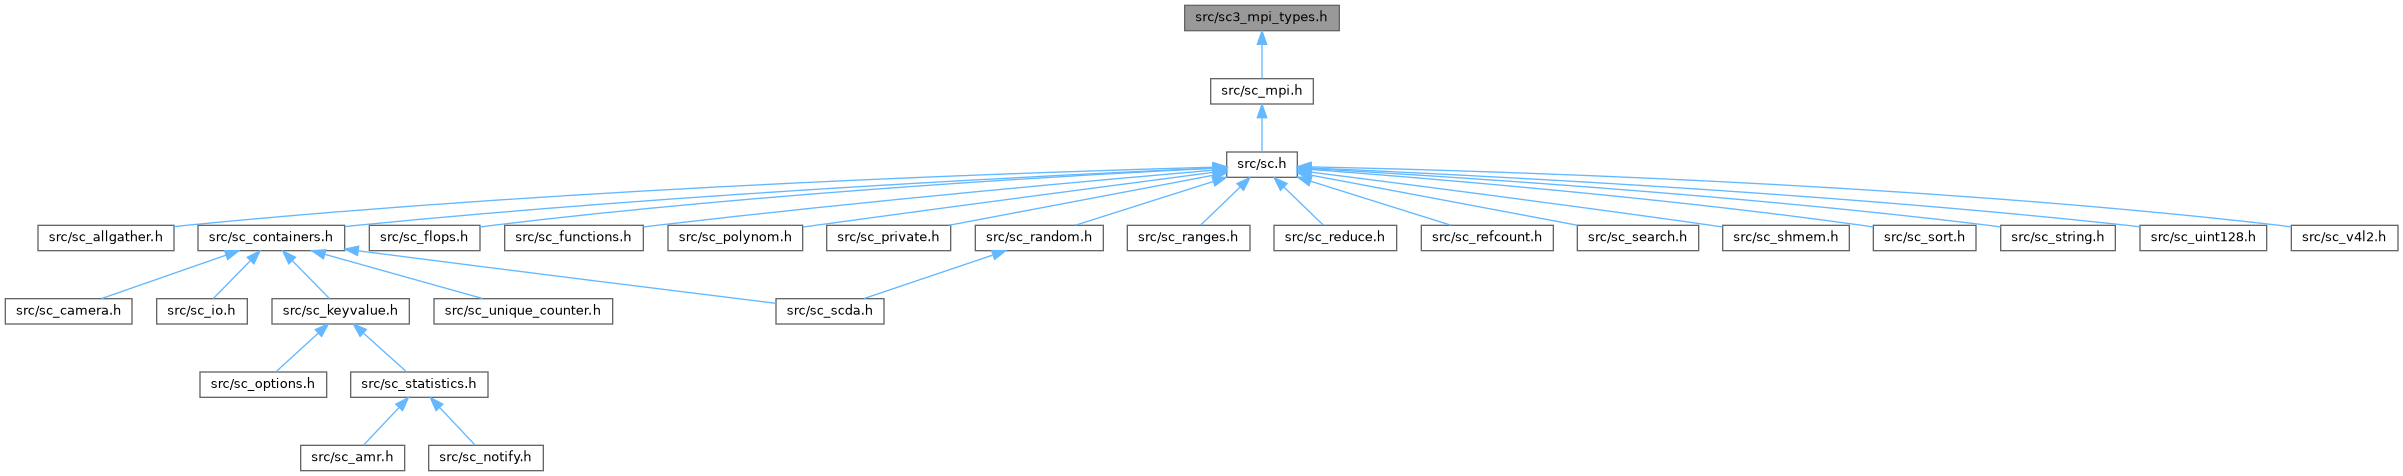 src/sc3_mpi_types.h
src/sc_mpi.h
src/sc.h
src/sc_allgather.h
src/sc_containers.h
src/sc_flops.h
src/sc_functions.h
src/sc_polynom.h
src/sc_private.h
src/sc_random.h
src/sc_ranges.h
src/sc_reduce.h
src/sc_refcount.h
src/sc_search.h
src/sc_shmem.h
src/sc_sort.h
src/sc_string.h
src/sc_uint128.h
src/sc_v4l2.h
src/sc_camera.h
src/sc_io.h
src/sc_keyvalue.h
src/sc_unique_counter.h
src/sc_scda.h
src/sc_options.h
src/sc_statistics.h
src/sc_amr.h
src/sc_notify.h